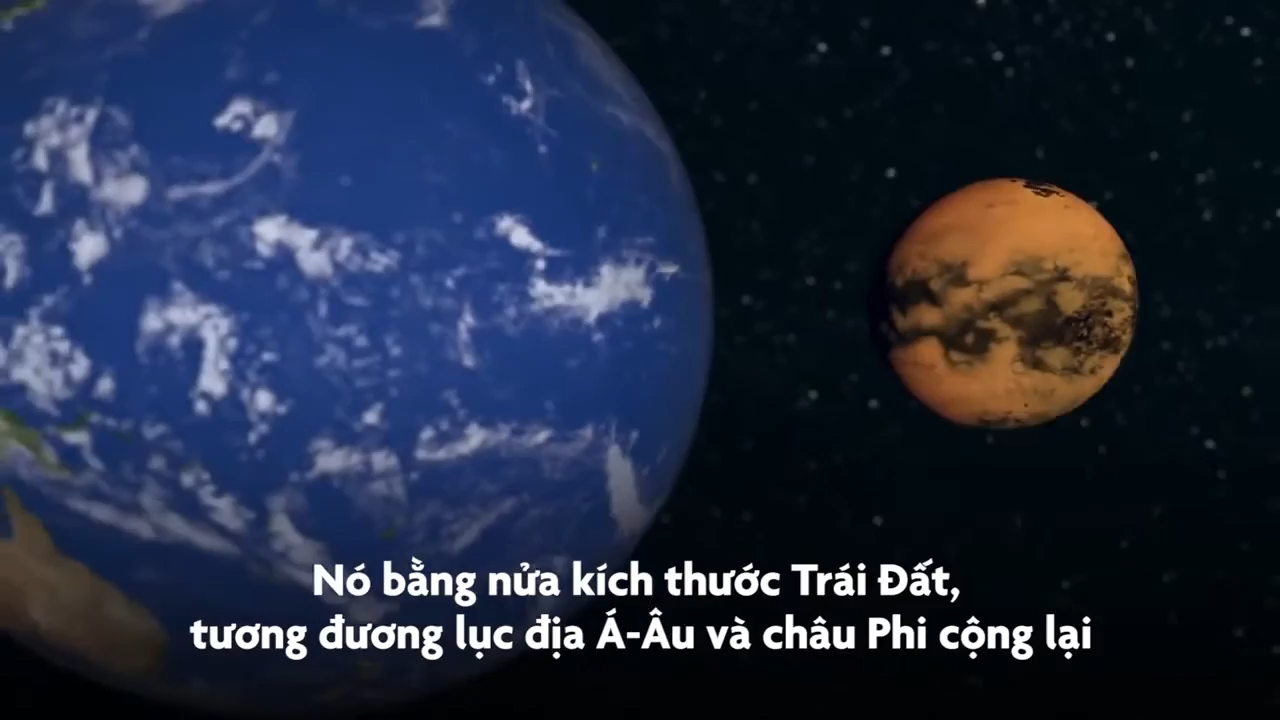 Nó bằng nửa kích thước Trái Đất,
tương đương lục địa Á-Âu và châu Phi cộng lại